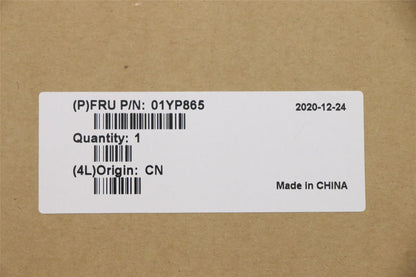 (P)FRU P/N: 01YP865
2020-12-24
Quantity: 1
(4L)Origin: CN
Made in CHINA